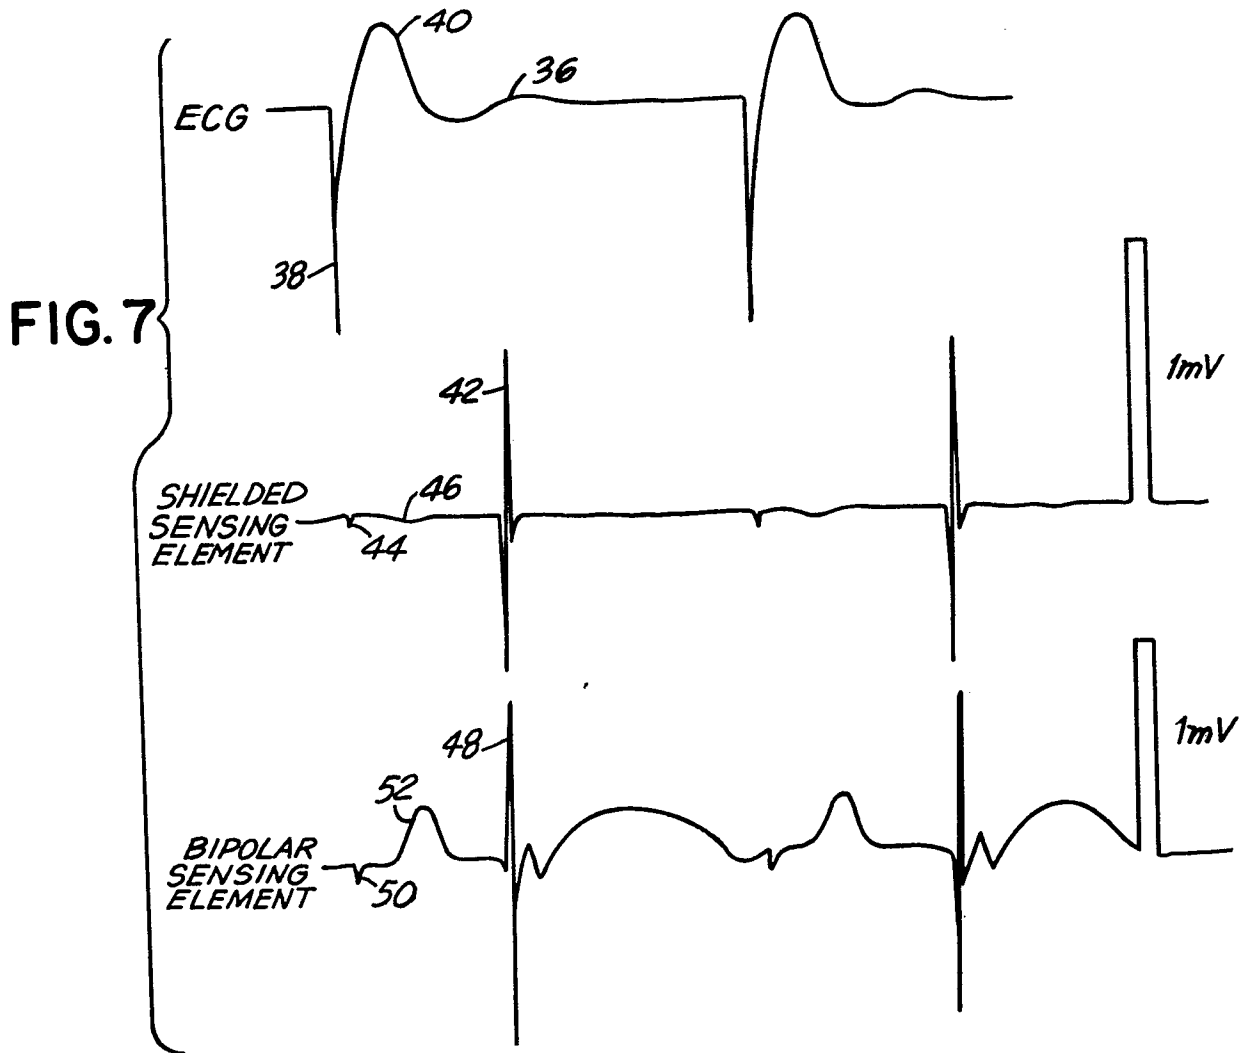 40
36
ECG
38
FIG. 7
1mV
42
SHIELDED
SENSING
ELEMENT
46
44
48
1mV
52
BIPOLAR
SENSING
ELEMENT
50